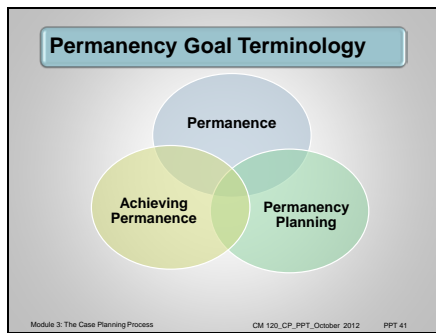 Permanency Goal Terminology
Permanence
Achieving
Permanence
Permanency
Planning
Module 3: The Case Planning Process
CM 120_CP_PPT_October 2012
PPT 41